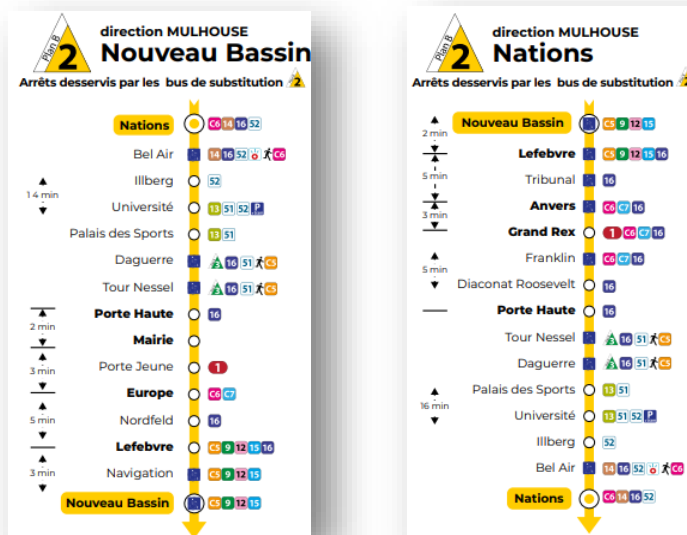 Plan B
2
direction MULHOUSE
Nouveau Bassin
Arrêts desservis par les bus de substitution 2
Nations C6 14 16 52
Bel Air 14 16 52 C6
Illberg 52
14 min
Université 13 51 52 P
Palais des Sports 13 51
Daguerre 3 16 51 C5
Tour Nessel 3 16 51 C5
Porte Haute 16
2 min
Mairie
3 min
Porte Jeune 1
Europe C6 C7
5 min
Nordfeld 16
Lefebvre C5 9 12 15 16
3 min
Navigation C5 9 12 15
Nouveau Bassin C5 9 12 15
Plan B
2
direction MULHOUSE
Nations
Arrêts desservis par les bus de substitution 2
Nouveau Bassin C5 9 12 15
2 min
Lefebvre C5 9 12 15 16
5 min
Tribunal 16
Anvers C6 C7 16
3 min
Grand Rex 1 C6 C7 16
5 min
Franklin C6 C7 16
Diaconat Roosevelt 16
Porte Haute 16
Tour Nessel 3 16 51 C5
Daguerre 3 16 51 C5
Palais des Sports 13 51
16 min
Université 13 51 52 P
Illberg 52
Bel Air 14 16 52 C6
Nations C6 14 16 52